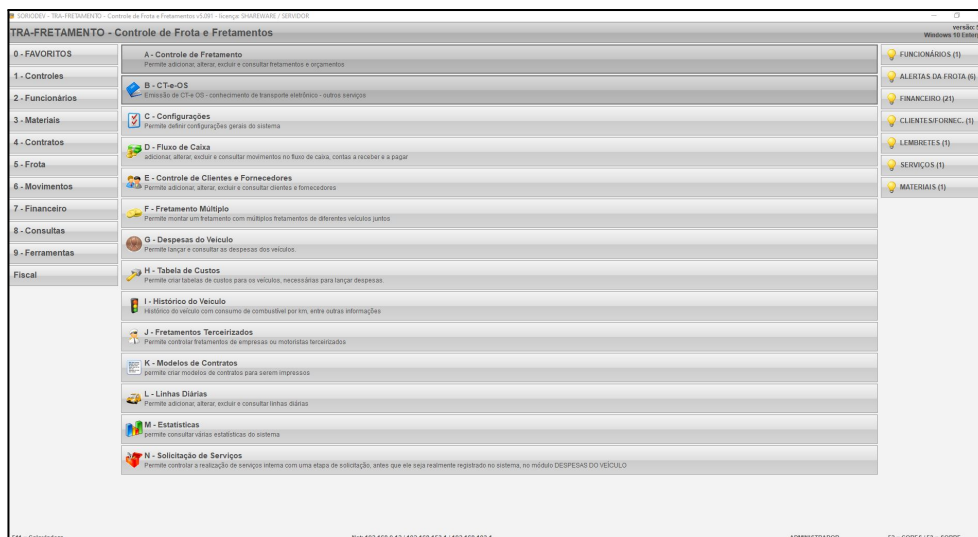 SORIODEV - TRA-FRETAMENTO - Controle de Frota e Fretamentos v5.091 - licença: SHAREWARE / SERVIDOR
TRA-FRETAMENTO - Controle de Frota e Fretamentos
versão: 5
Windows 10 Enter
0 - FAVORITOS
1 - Controles
2 - Funcionários
3 - Materiais
4 - Contratos
5 - Frota
6 - Movimentos
7 - Financeiro
8 - Consultas
9 - Ferramentas
Fiscal
A - Controle de Fretamento
Permite adicionar, alterar, excluir e consultar fretamentos e orçamentos
B - CT-e-OS
Emissão de CT-e OS - conhecimento de transporte eletrônico - outros serviços
C - Configurações
Permite definir configurações gerais do sistema
D - Fluxo de Caixa
adicionar, alterar, excluir e consultar movimentos no fluxo de caixa, contas a receber e a pagar
E - Controle de Clientes e Fornecedores
Permite adicionar, alterar, excluir e consultar clientes e fornecedores
F - Fretamento Múltiplo
Permite montar um fretamento com múltiplos fretamentos de diferentes veículos juntos
G - Despesas do Veículo
Permite lançar e consultar as despesas dos veículos.
H - Tabela de Custos
Permite criar tabelas de custos para os veículos, necessárias para lançar despesas.
I - Histórico do Veículo
Histórico do veículo com consumo de combustível por km, entre outras informações
J - Fretamentos Terceirizados
Permite controlar fretamentos de empresas ou motoristas terceirizados
K - Modelos de Contratos
permite criar modelos de contratos para serem impressos
L - Linhas Diárias
Permite adicionar, alterar, excluir e consultar linhas diárias
M - Estatísticas
permite consultar várias estatísticas do sistema
N - Solicitação de Serviços
Permite controlar a realização de serviços interna com uma etapa de solicitação, antes que ele seja realmente registrado no sistema, no módulo DESPESAS DO VEÍCULO
FUNCIONÁRIOS (1)
ALERTAS DA FROTA (6)
FINANCEIRO (21)
CLIENTES/FORNEC. (1)
LEMBRETES (1)
SERVIÇOS (1)
MATERIAIS (1)